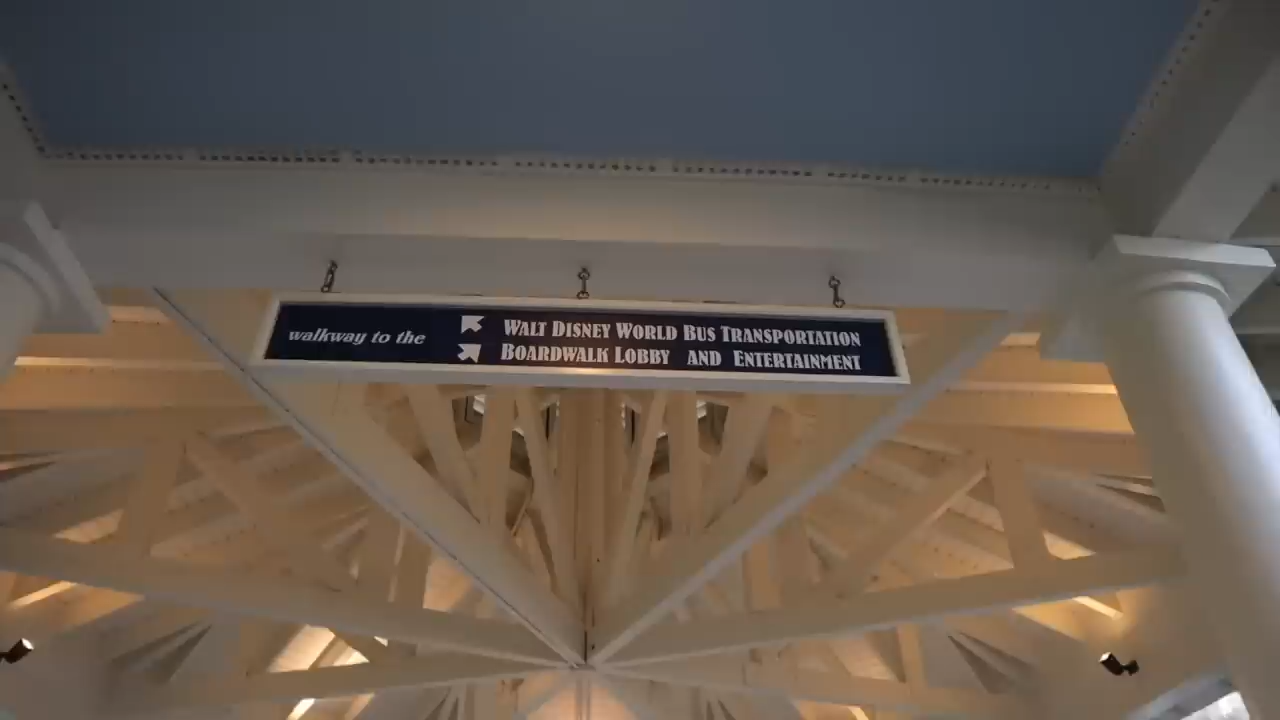 walkway to the
WALT DISNEY WORLD BUS TRANSPORTATION
BOARDWALK LOBBY AND ENTERTAINMENT